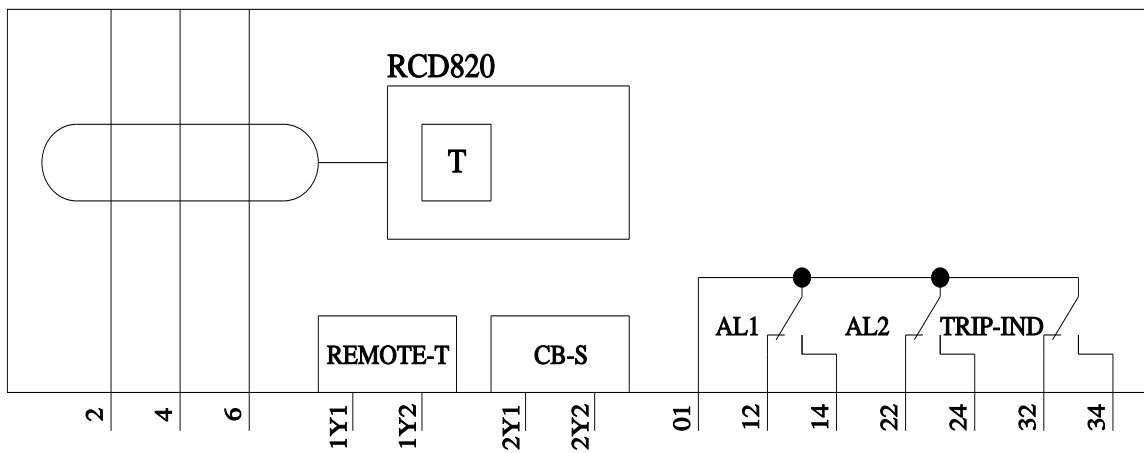 RCD820
T
AL1
AL2
TRIP-IND
REMOTE-T
CB-S
2
4
6
1Y1
1Y2
2Y1
2Y2
01
12
14
22
24
32
34